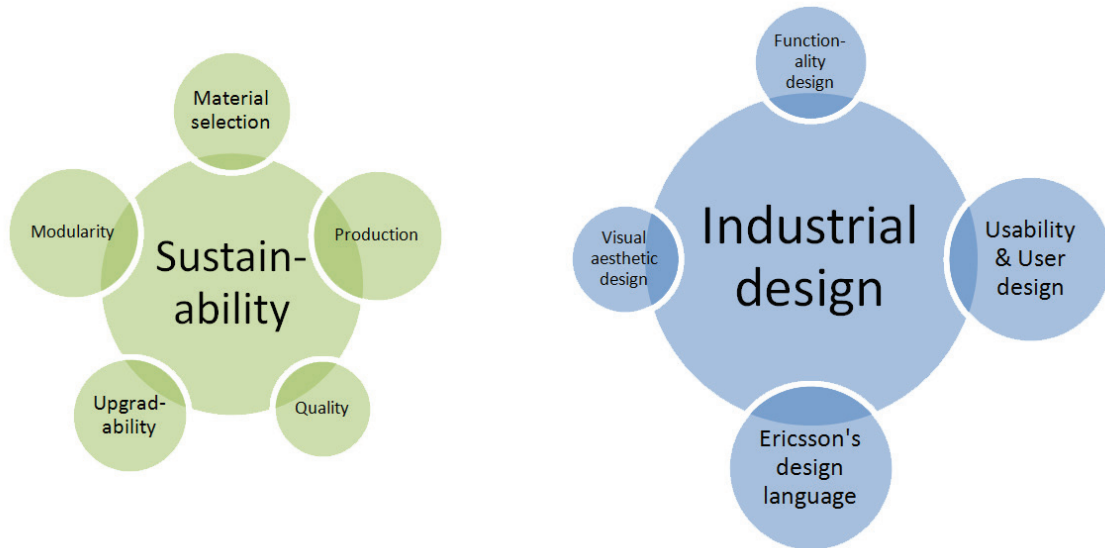 Material
selection
Modularity
Production
Sustain-
ability
Upgrad-
ability
Quality
Function-
ality
design
Visual
aesthetic
design
Industrial
design
Usability
& User
design
Ericsson's
design
language